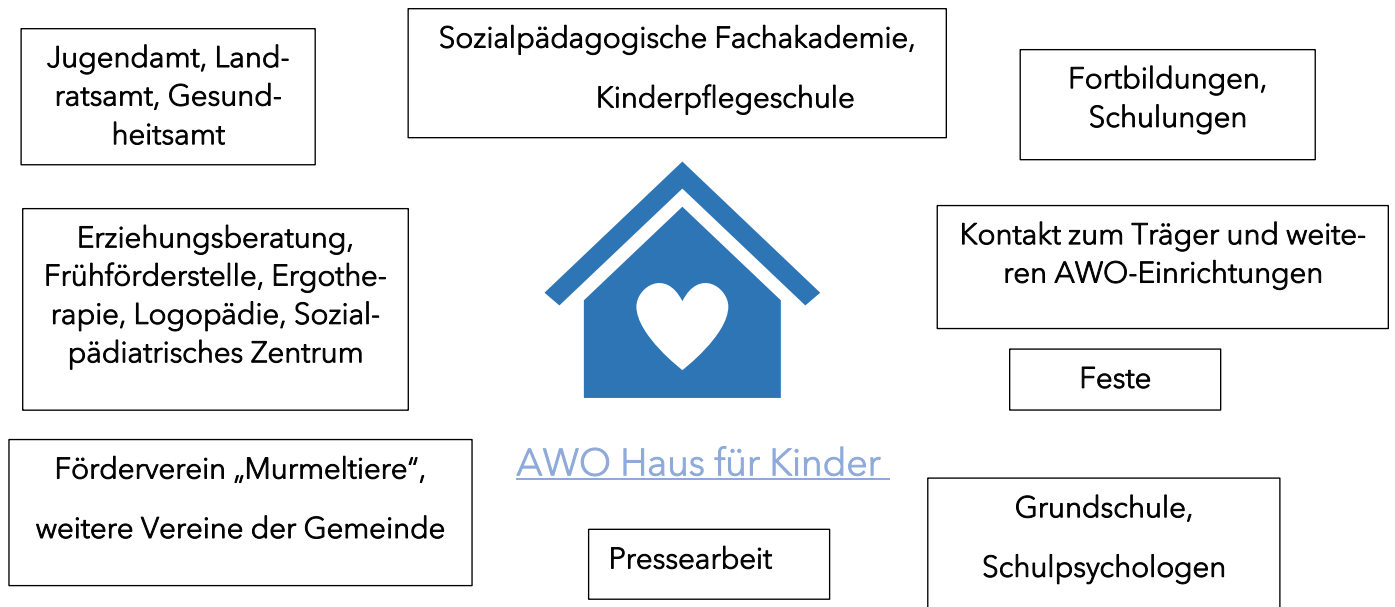 Sozialpädagogische Fachakademie,
Kinderpflegeschule
Jugendamt, Land-
ratsamt, Gesund-
heitsamt
Fortbildungen,
Schulungen
Erziehungsberatung,
Frühförderstelle, Ergothe-
rapie, Logopädie, Sozial-
pädiatrisches Zentrum
Kontakt zum Träger und weite-
ren AWO-Einrichtungen
Feste
Förderverein „Murmeltiere“,
weitere Vereine der Gemeinde
AWO Haus für Kinder
Grundschule,
Schulpsychologen
Pressearbeit